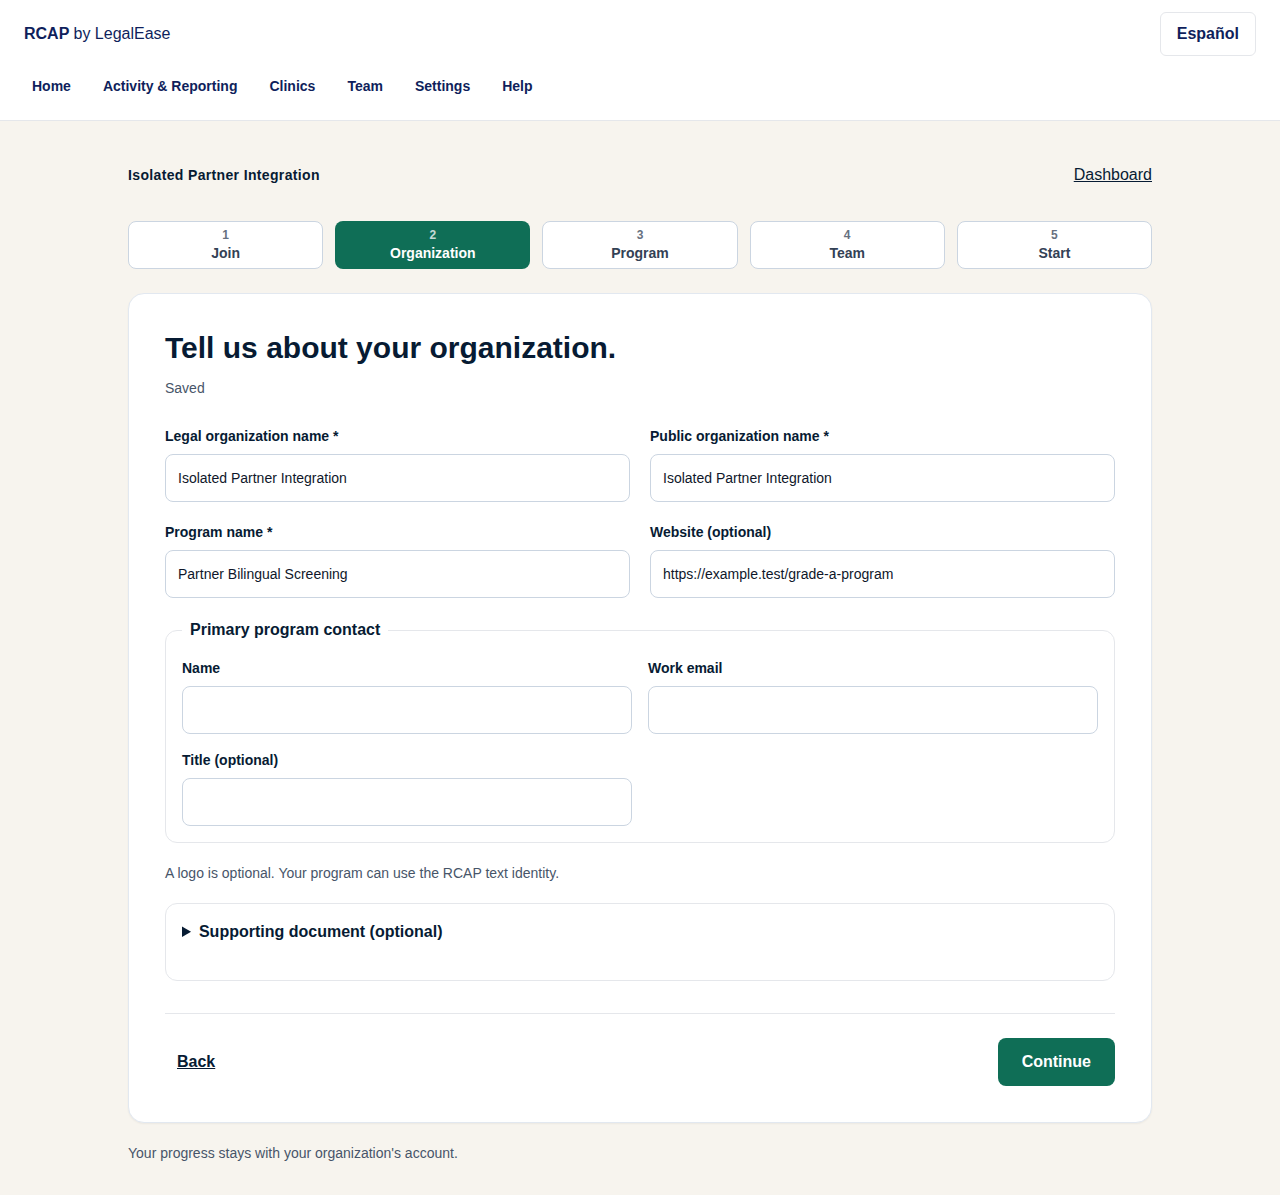 RCAP by LegalEase
Español
Home Activity & Reporting Clinics Team Settings Help
Isolated Partner Integration
Dashboard
1
Join
2
Organization
3
Program
4
Team
5
Start
Tell us about your organization.
Saved
Legal organization name *
Public organization name *
Isolated Partner Integration
Isolated Partner Integration
Program name *
Website (optional)
Partner Bilingual Screening
https://example.test/grade-a-program
Primary program contact
Name
Work email
Title (optional)
A logo is optional. Your program can use the RCAP text identity.
Supporting document (optional)
Back
Continue
Your progress stays with your organization's account.